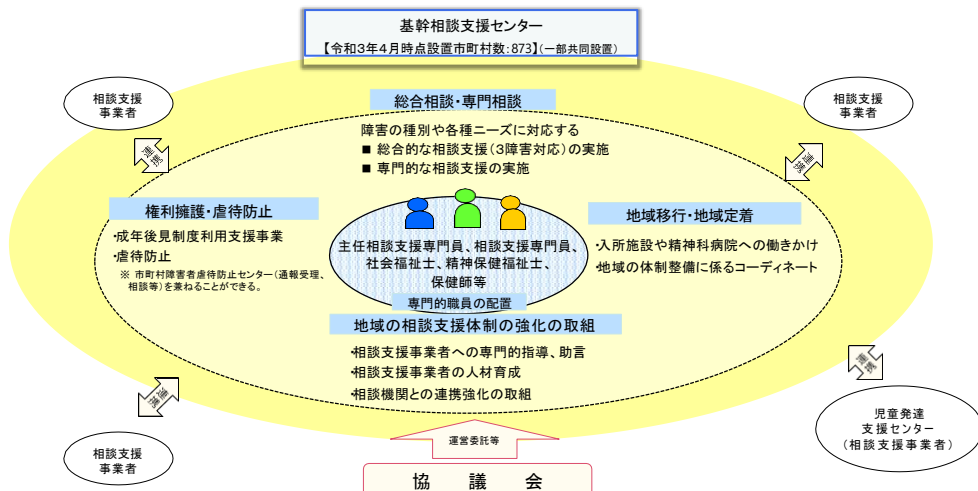 基幹相談支援センター
【令和3年4月時点設置市町村数:873】(一部共同設置)
相談支援
事業者
相談支援
事業者
連携
連携
総合相談・専門相談
障害の種別や各種ニーズに対応する
■ 総合的な相談支援(3障害対応)の実施
■ 専門的な相談支援の実施
権利擁護・虐待防止
・成年後見制度利用支援事業
・虐待防止
※ 市町村障害者虐待防止センター(通報受理、
相談等)を兼ねることができる。
主任相談支援専門員、相談支援専門員、
社会福祉士、精神保健福祉士、
保健師等
専門的職員の配置
地域移行・地域定着
・入所施設や精神科病院への働きかけ
・地域の体制整備に係るコーディネート
地域の相談支援体制の強化の取組
・相談支援事業者への専門的指導、助言
・相談支援事業者の人材育成
・相談機関との連携強化の取組
連携
連携
相談支援
事業者
児童発達
支援センター
(相談支援事業者)
運営委託等
協 議 会